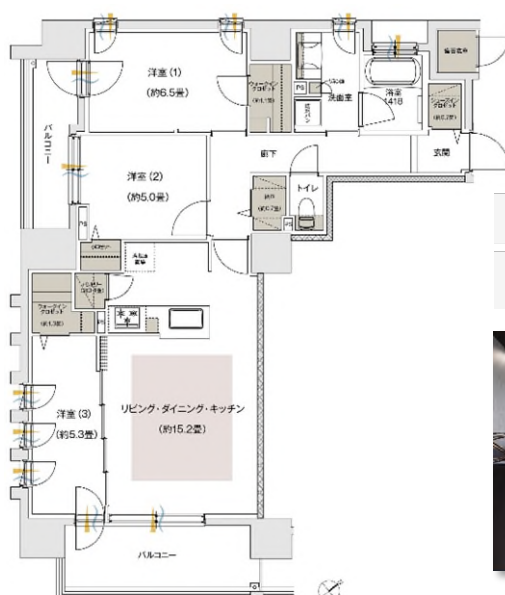 洋室(1)
(約6.5畳)
ウォークイン
クロゼット
洗面室
浴室
1418
シューズイン
クロゼット
玄関
バルコニー
洋室(2)
(約5.0畳)
廊下
トイレ
PS
PS
PS
ウォークイン
クロゼット
洋室(3)
(約5.3畳)
リビング・ダイニング・キッチン
(約15.2畳)
バルコニー